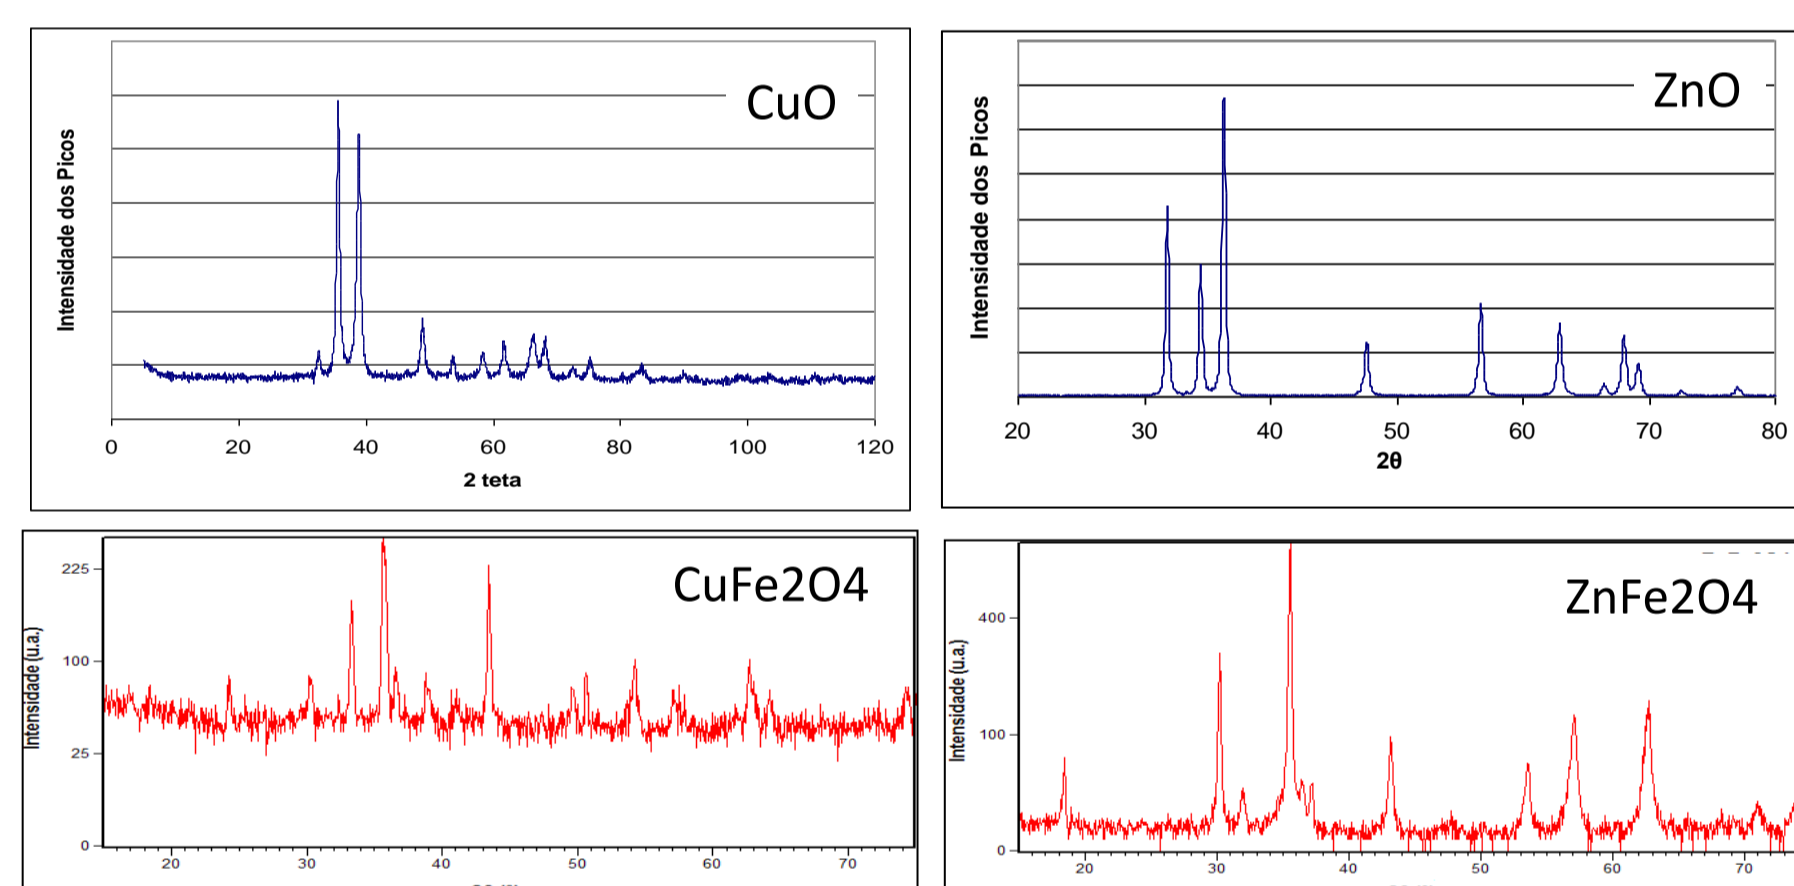 CuO
Intensidade dos Picos
0 20 40 60 80 100 120
2 teta
ZnO
Intensidade dos Picos
20 30 40 50 60 70 80
2θ
CuFe2O4
Intensidade (u.a.)
225
100
25
0
20 30 40 50 60 70
ZnFe2O4
Intensidade (u.a.)
400
100
0
20 30 40 50 60 70